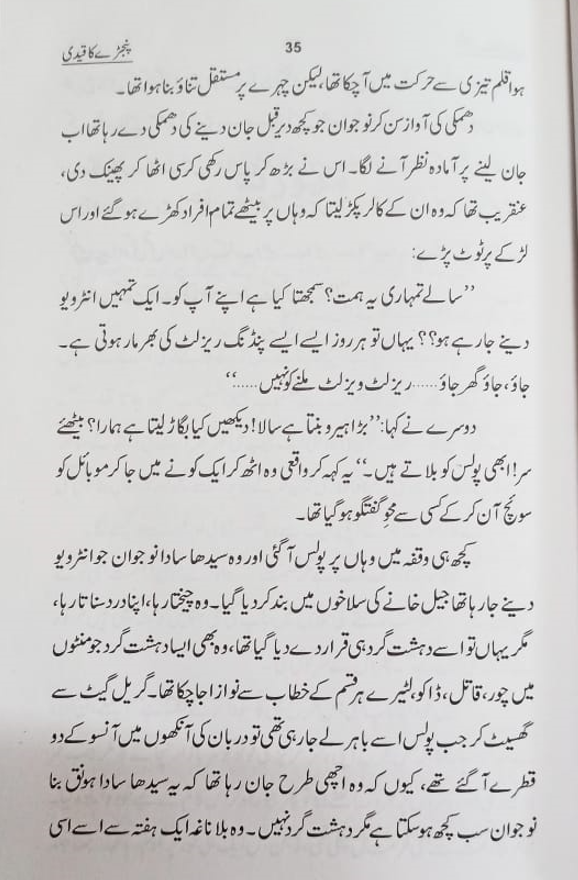 پنجڑے کا قیدی
35
ہوا قلم تیزی سے حرکت میں آ چکا تھا، لیکن چہرے پر مستقل تناؤ بنا ہوا تھا۔
دھمکی کی آواز سن کر نوجوان جو کچھ دیر قبل جان دینے کی دھمکی دے رہا تھا اب
جان لینے پر آمادہ نظر آنے لگا۔ اس نے بڑھ کر پاس رکھی کرسی اٹھا کر پھینک دی،
عنقریب تھا کہ وہ ان کے کالر پکڑ لیتا کہ وہاں پر بیٹھے تمام افراد کھڑے ہو گئے اور اس
لڑکے پر ٹوٹ پڑے:
’’سالے تمہاری یہ ہمت؟ سمجھتا کیا ہے اپنے آپ کو۔ ایک تمہیں انٹرویو
دینے جا رہے ہو؟؟ یہاں تو ہر روز ایسے ایسے پنڈنگ ریزلٹ کی بھرمار ہوتی ہے۔
جاؤ، جاؤ گھر جاؤ...... ریزلٹ ویزلٹ ملنے کو نہیں......‘‘
دوسرے نے کہا: ’’بڑا ہیرو بنتا ہے سالا! دیکھیں کیا بگاڑ لیتا ہے ہمارا؟ بیٹھئے
سر! ابھی پولس کو بلاتے ہیں۔‘‘ یہ کہہ کر واقعی وہ اٹھ کر ایک کونے میں جا کر موبائل کو
سوئچ آن کر کے کسی سے محوِ گفتگو ہو گیا تھا۔
کچھ ہی وقفہ میں وہاں پر پولس آ گئی اور وہ سیدھا سادا نوجوان جو انٹرویو
دینے جا رہا تھا جیل خانے کی سلاخوں میں بند کر دیا گیا۔ وہ چیختا رہا، اپنا درد سناتا رہا،
مگر یہاں تو اسے دہشت گرد ہی قرار دے دیا گیا تھا، وہ بھی ایسا دہشت گرد جو منٹوں
میں چور، قاتل، ڈاکو، لٹیرے ہر قسم کے خطاب سے نوازا جا چکا تھا۔ گریل گیٹ سے
گھسیٹ کر جب پولس اسے باہر لے جا رہی تھی تو دربان کی آنکھوں میں آنسو کے دو
قطرے آ گئے تھے، کیوں کہ وہ اچھی طرح جان رہا تھا کہ یہ سیدھا سادا ہونق بنا
نوجوان سب کچھ ہو سکتا ہے مگر دہشت گرد نہیں۔ وہ بلا ناغہ ایک ہفتہ سے اسے اسی